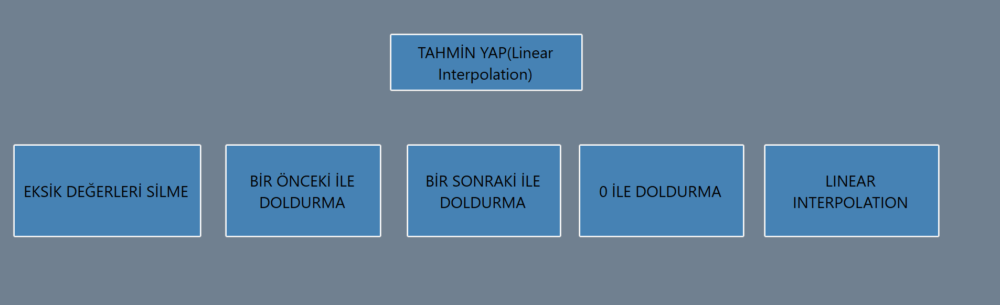 TAHMİN YAP(Linear
Interpolation)
EKSİK DEĞERLERİ SİLME
BİR ÖNCEKİ İLE
DOLDURMA
BİR SONRAKİ İLE
DOLDURMA
0 İLE DOLDURMA
LINEAR
INTERPOLATION